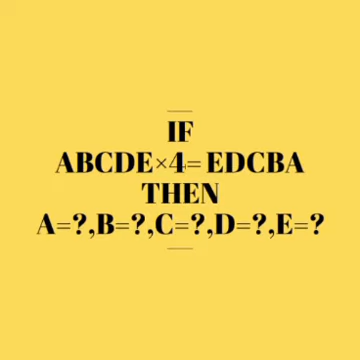 IF
ABCDE×4= EDCBA
THEN
A=?,B=?,C=?,D=?,E=?